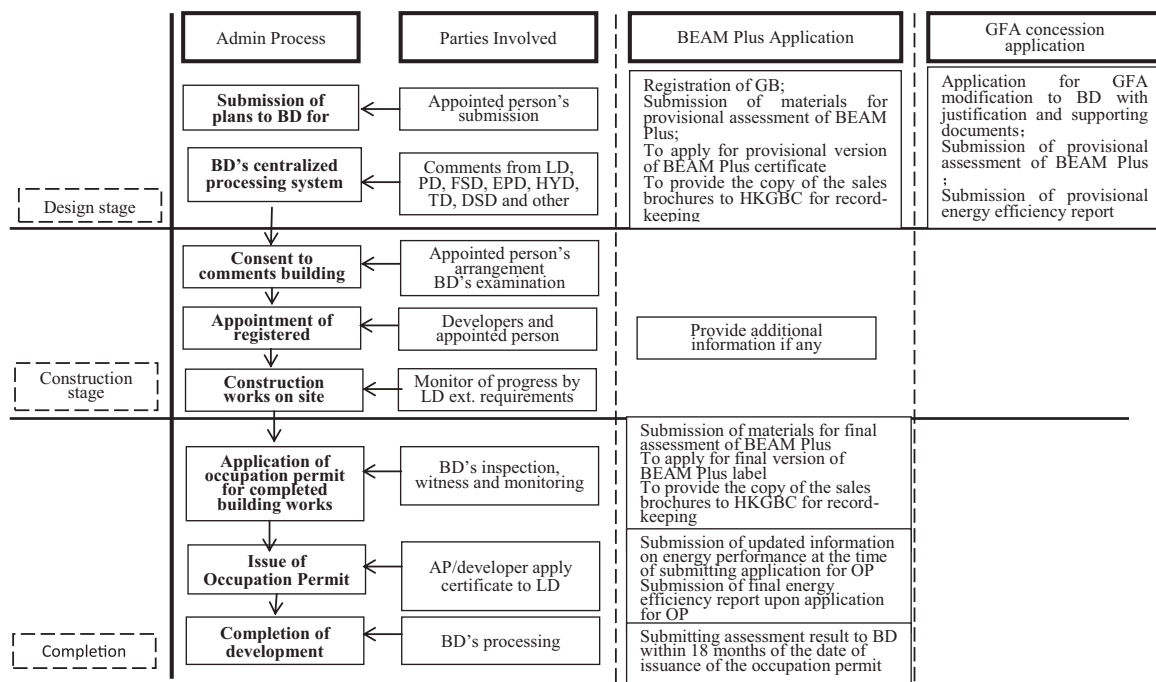 Admin Process
Parties Involved
BEAM Plus Application
GFA concession
application
Submission of
plans to BD for
Appointed person's
submission
Registration of GB;
Submission of materials for
provisional assessment of BEAM
Plus;
To apply for provisional version
of BEAM Plus certificate
To provide the copy of the sales
brochures to HKGBC for record-
keeping
Application for GFA
modification to BD with
justification and supporting
documents;
Submission of provisional
assessment of BEAM Plus
;
Submission of provisional
energy efficiency report
BD's centralized
processing system
Comments from LD,
PD, FSD, EPD, HYD,
TD, DSD and other
Design stage
Consent to
comments building
Appointed person's
arrangement
BD's examination
Appointment of
registered
Developers and
appointed person
Provide additional
information if any
Construction
stage
Construction
works on site
Monitor of progress by
LD ext. requirements
Application of
occupation permit
for completed
building works
BD's inspection,
witness and monitoring
Submission of materials for final
assessment of BEAM Plus
To apply for final version of
BEAM Plus label
To provide the copy of the sales
brochures to HKGBC for record-
keeping
Issue of
Occupation Permit
AP/developer apply
certificate to LD
Submission of updated information
on energy performance at the time
of submitting application for OP
Submission of final energy
efficiency report upon application
for OP
Completion
Completion of
development
BD's processing
Submitting assessment result to BD
within 18 months of the date of
issuance of the occupation permit